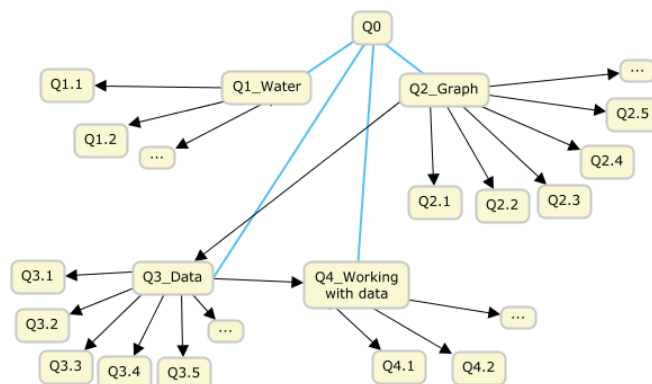 Q0
Q1_Water
Q2_Graph
...
Q1.1
Q2.5
Q1.2
...
Q2.4
Q2.1
Q2.2
Q2.3
Q3.1
Q3_Data
Q4_Working
with data
Q3.2
...
...
Q3.3
Q3.4
Q3.5
Q4.1
Q4.2